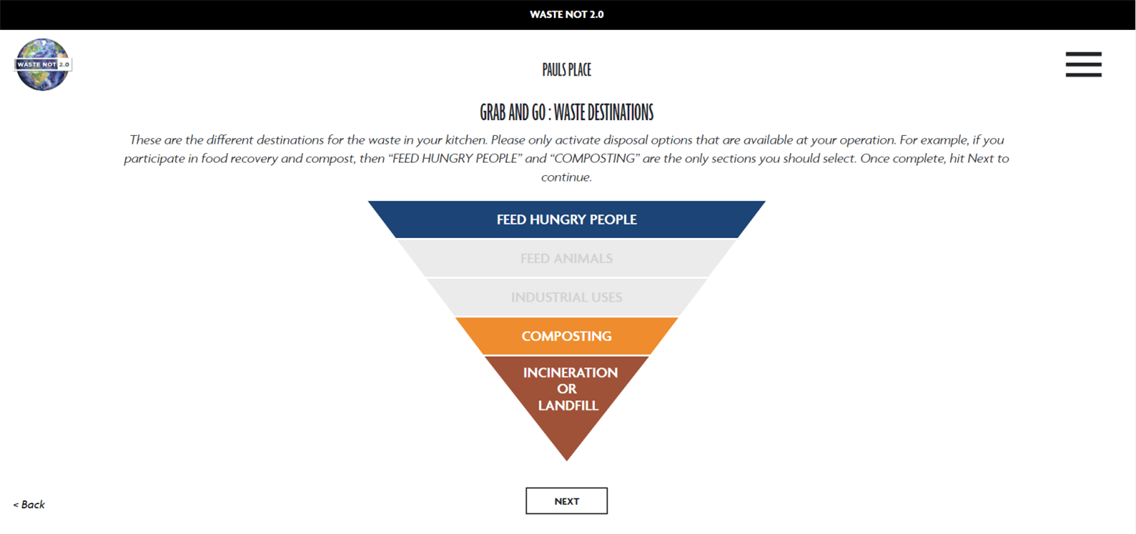 WASTE NOT 2.0
WASTE NOT 2.0
PAULS PLACE
GRAB AND GO : WASTE DESTINATIONS
These are the different destinations for the waste in your kitchen. Please only activate disposal options that are available at your operation. For example, if you
participate in food recovery and compost, then “FEED HUNGRY PEOPLE” and “COMPOSTING” are the only sections you should select. Once complete, hit Next to
continue.
FEED HUNGRY PEOPLE
FEED ANIMALS
INDUSTRIAL USES
COMPOSTING
INCINERATION
OR
LANDFILL
NEXT
< Back